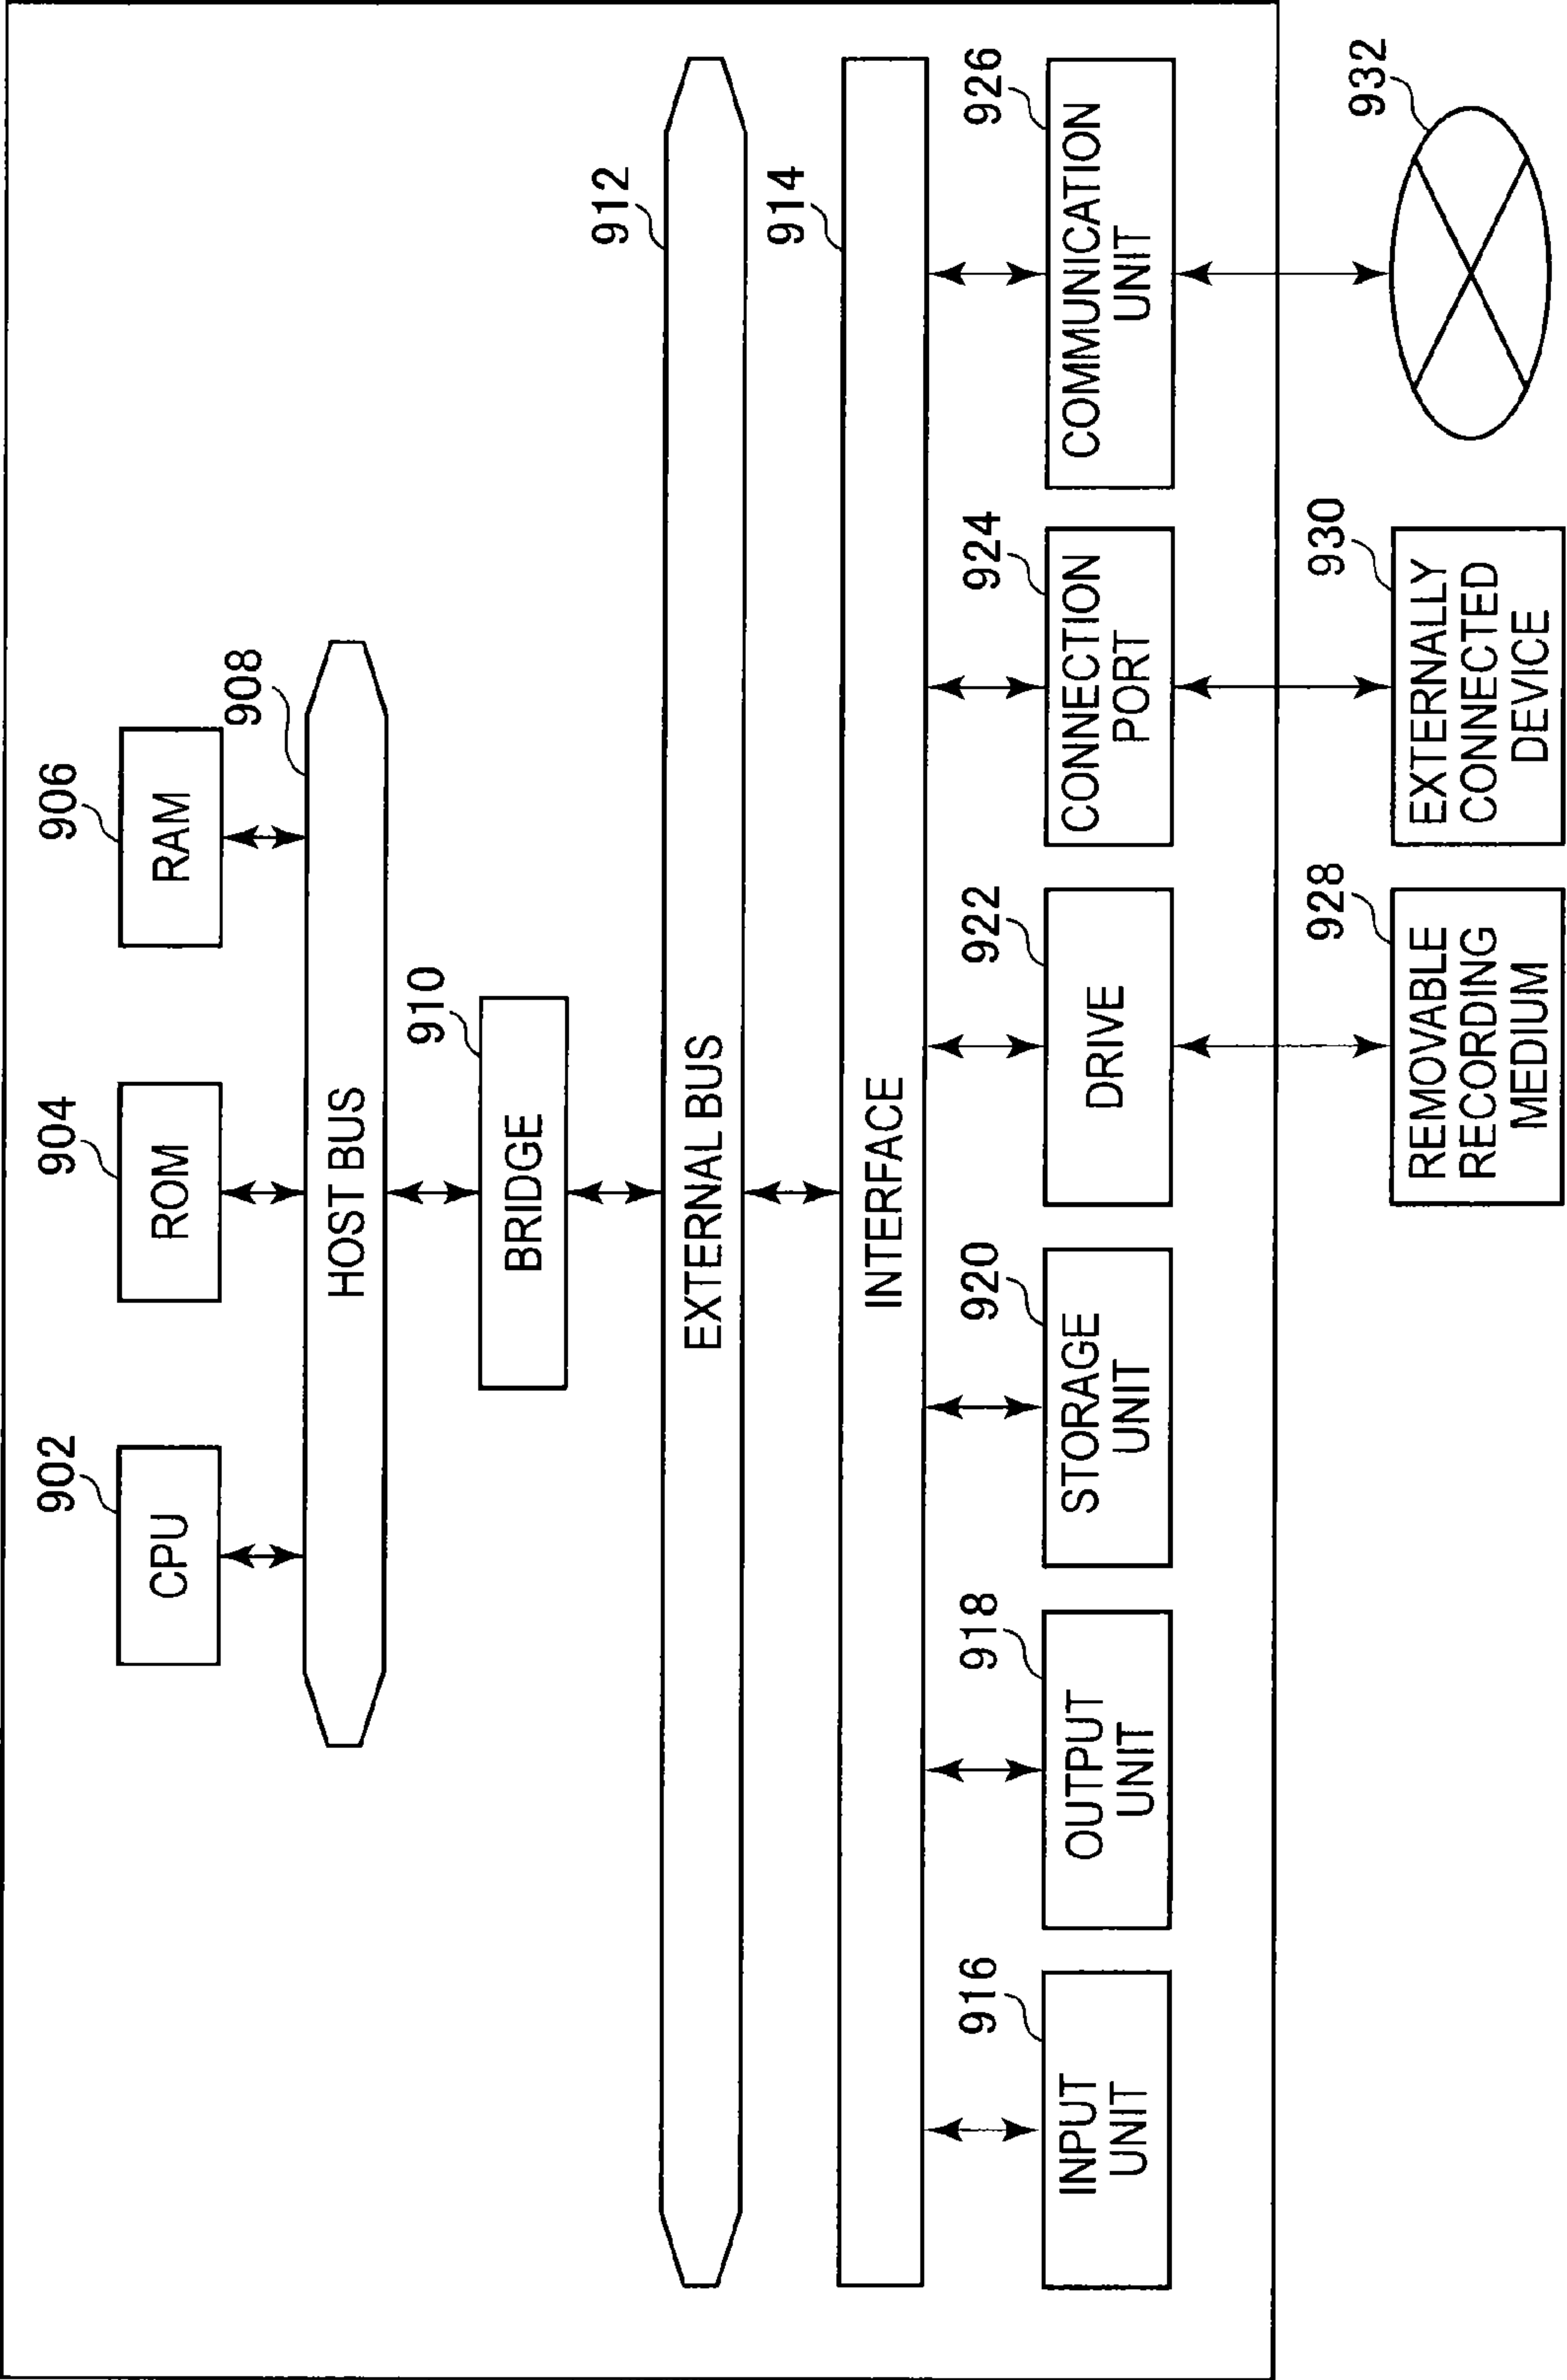 902
CPU
904
ROM
906
RAM
908
HOST BUS
910
BRIDGE
912
EXTERNAL BUS
914
INTERFACE
916
INPUT
UNIT
918
OUTPUT
UNIT
920
STORAGE
UNIT
922
DRIVE
924
CONNECTION
PORT
926
COMMUNICATION
UNIT
928
REMOVABLE
RECORDING
MEDIUM
930
EXTERNALLY
CONNECTED
DEVICE
932